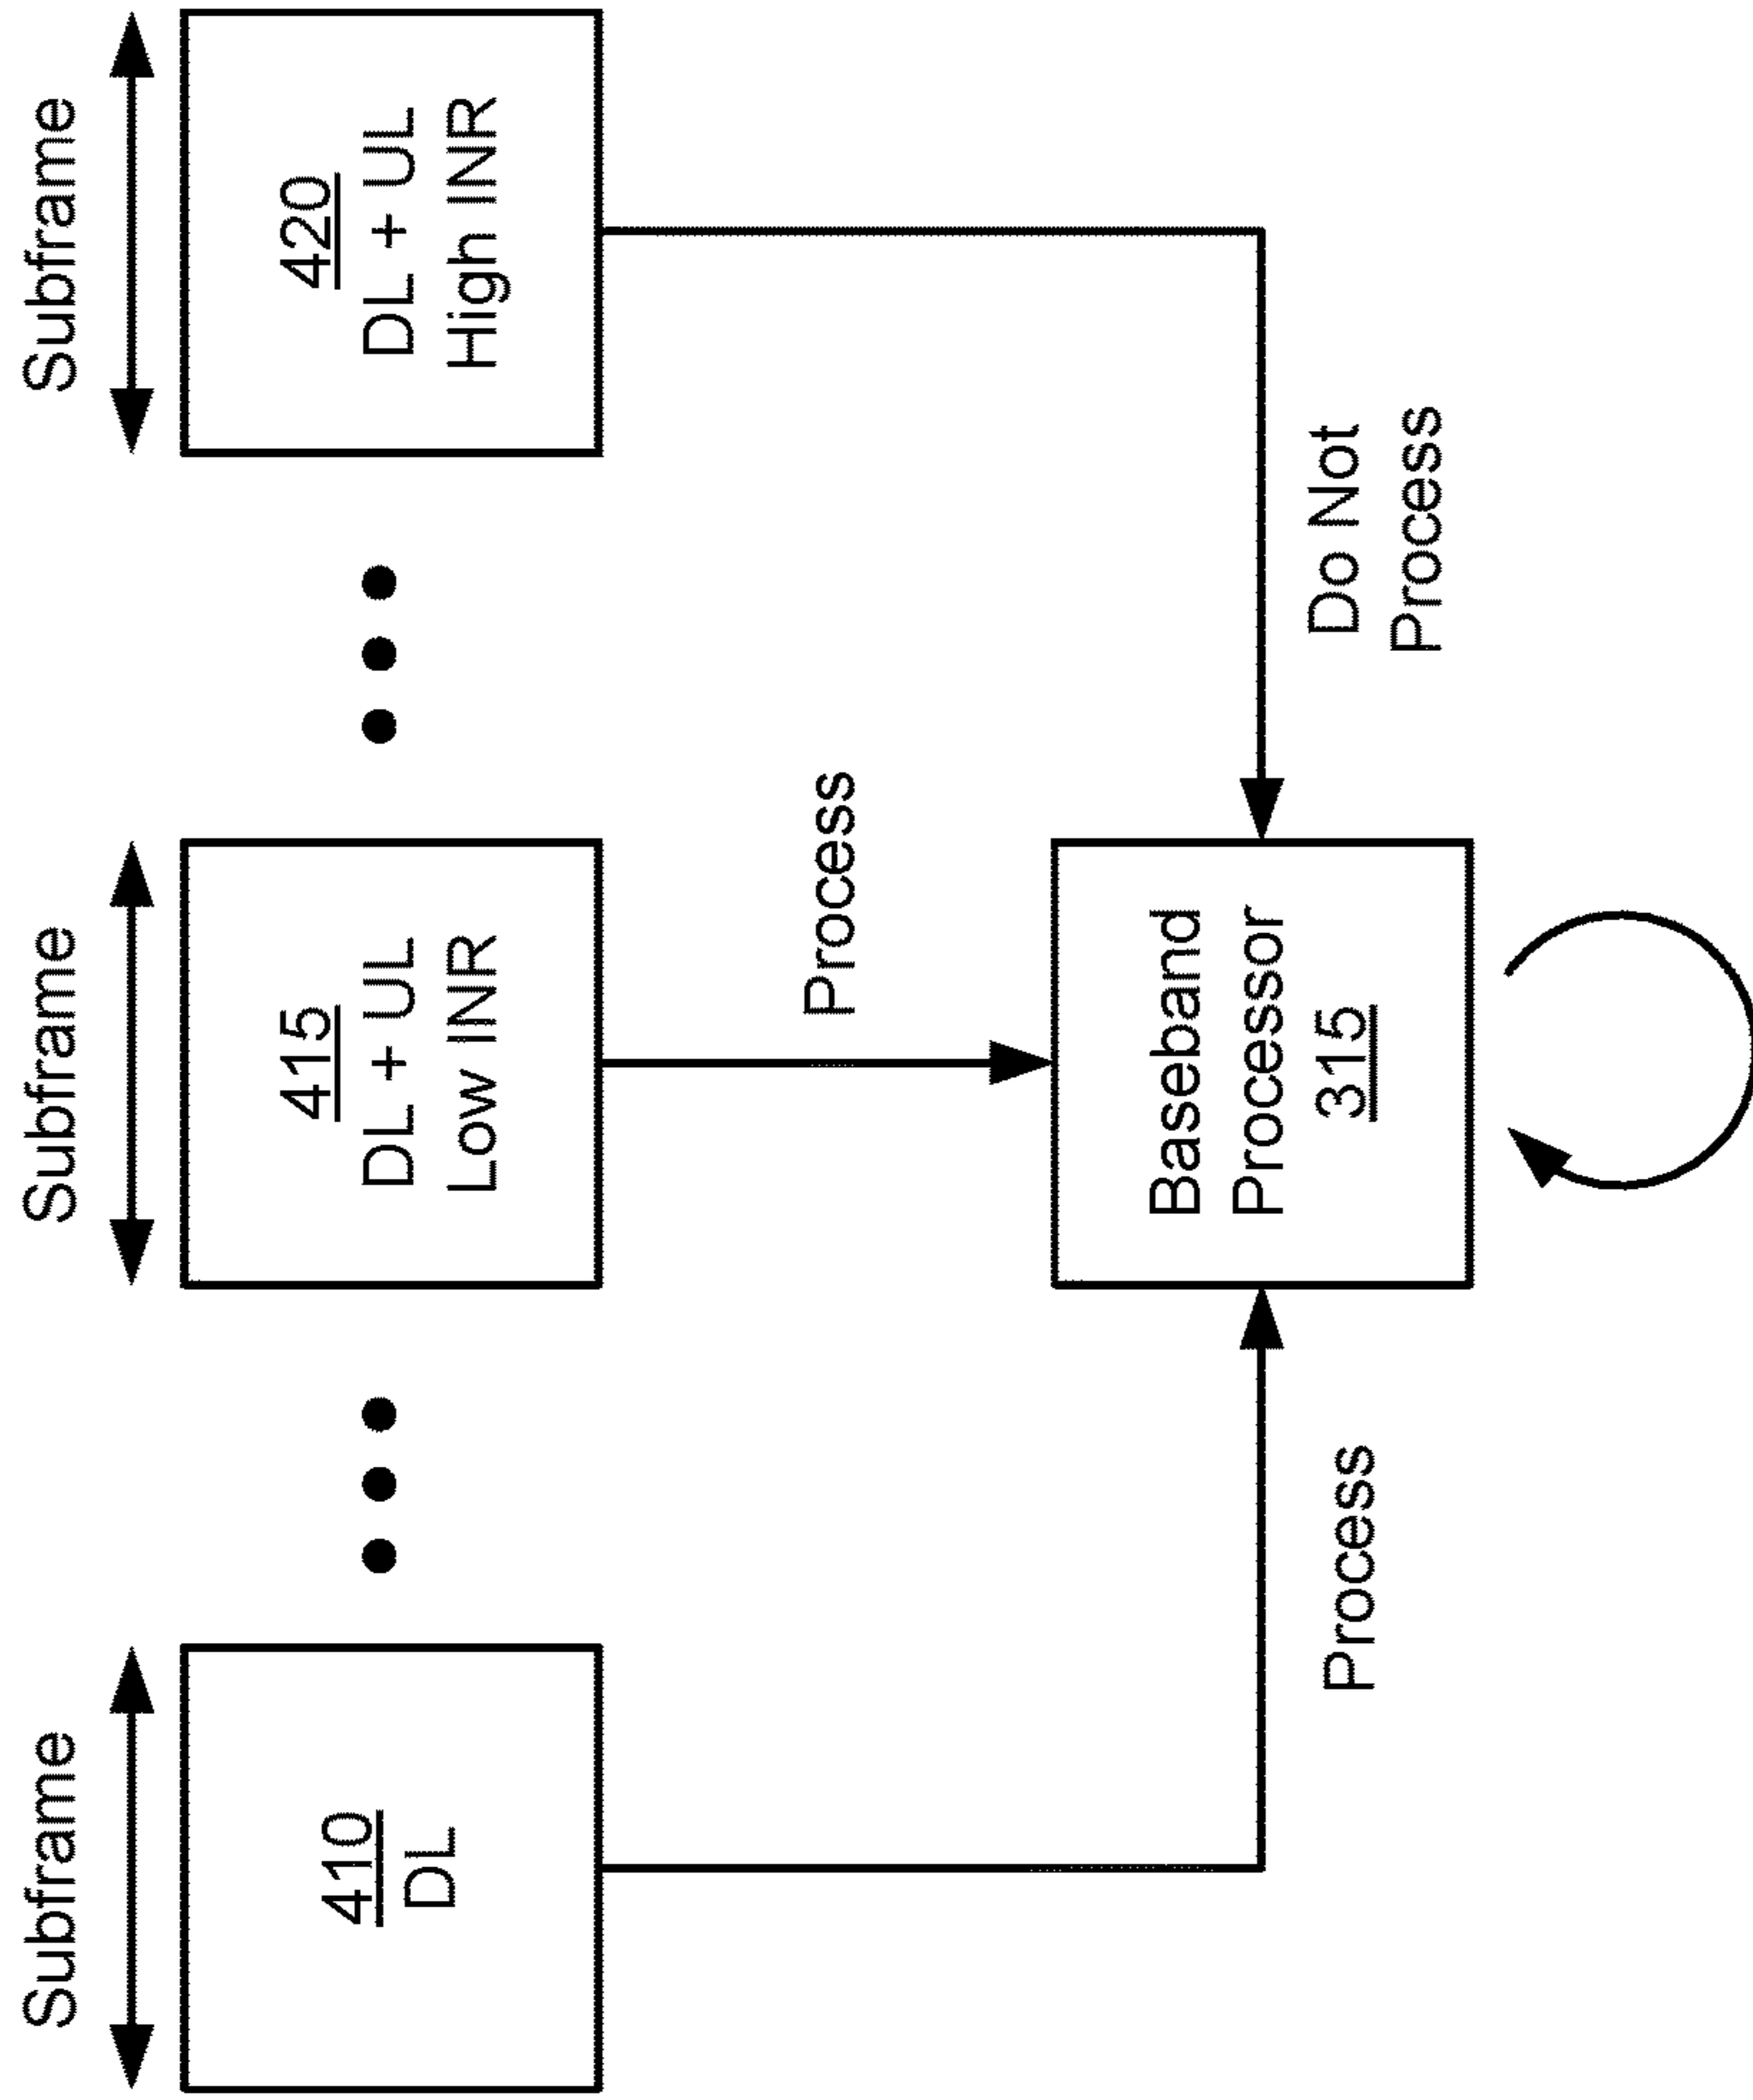 Subframe
Subframe
Subframe
410
DL
415
DL + UL
Low INR
420
DL + UL
High INR
Process
Process
Do Not
Process
Baseband
Processor
315